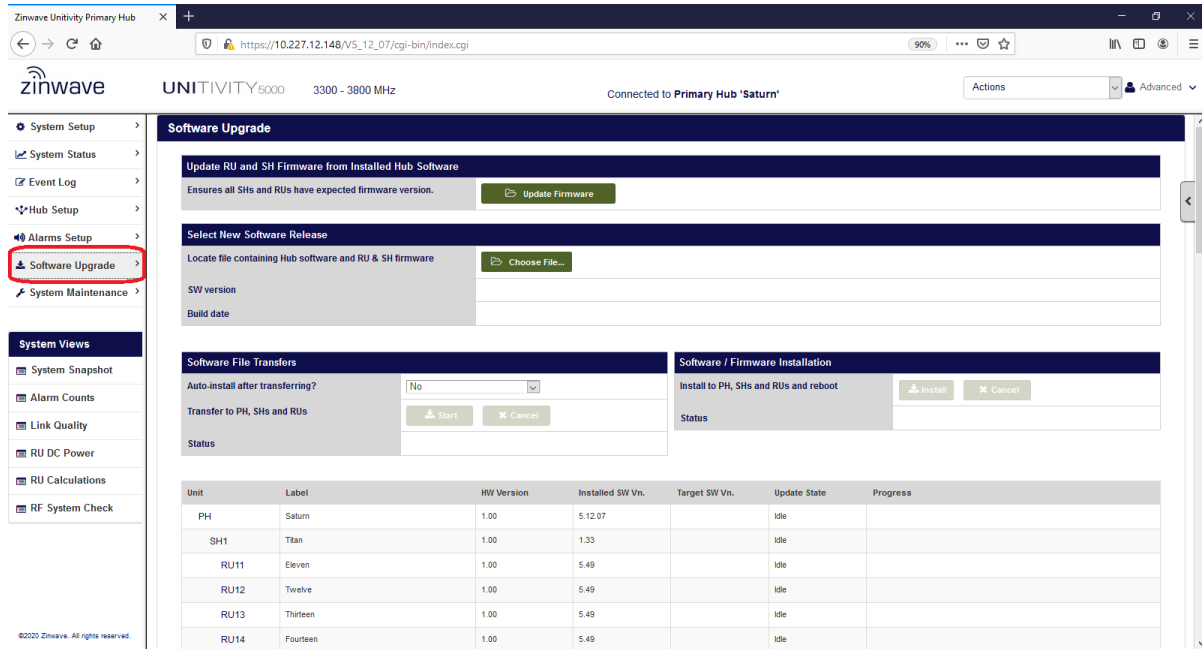 Zinwave Unitivity Primary Hub
https://10.227.12.148/V5_12_07/cgi-bin/index.cgi
90%
zinwave
UNITIVITY5000
3300 - 3800 MHz
Connected to Primary Hub 'Saturn'
Actions
Advanced
System Setup
System Status
Event Log
Hub Setup
Alarms Setup
Software Upgrade
System Maintenance
System Views
System Snapshot
Alarm Counts
Link Quality
RU DC Power
RU Calculations
RF System Check
©2020 Zinwave. All rights reserved.
Software Upgrade
Update RU and SH Firmware from Installed Hub Software
Ensures all SHs and RUs have expected firmware version.
Update Firmware
Select New Software Release
Locate file containing Hub software and RU & SH firmware
Choose File...
SW version
Build date
Software File Transfers
Auto-install after transferring?
No
Transfer to PH, SHs and RUs
Start
Cancel
Status
Software / Firmware Installation
Install to PH, SHs and RUs and reboot
Install
Cancel
Status
Unit Label HW Version Installed SW Vn. Target SW Vn. Update State Progress
PH Saturn 1.00 5.12.07 Idle
SH1 Titan 1.00 1.33 Idle
RU11 Eleven 1.00 5.49 Idle
RU12 Twelve 1.00 5.49 Idle
RU13 Thirteen 1.00 5.49 Idle
RU14 Fourteen 1.00 5.49 Idle